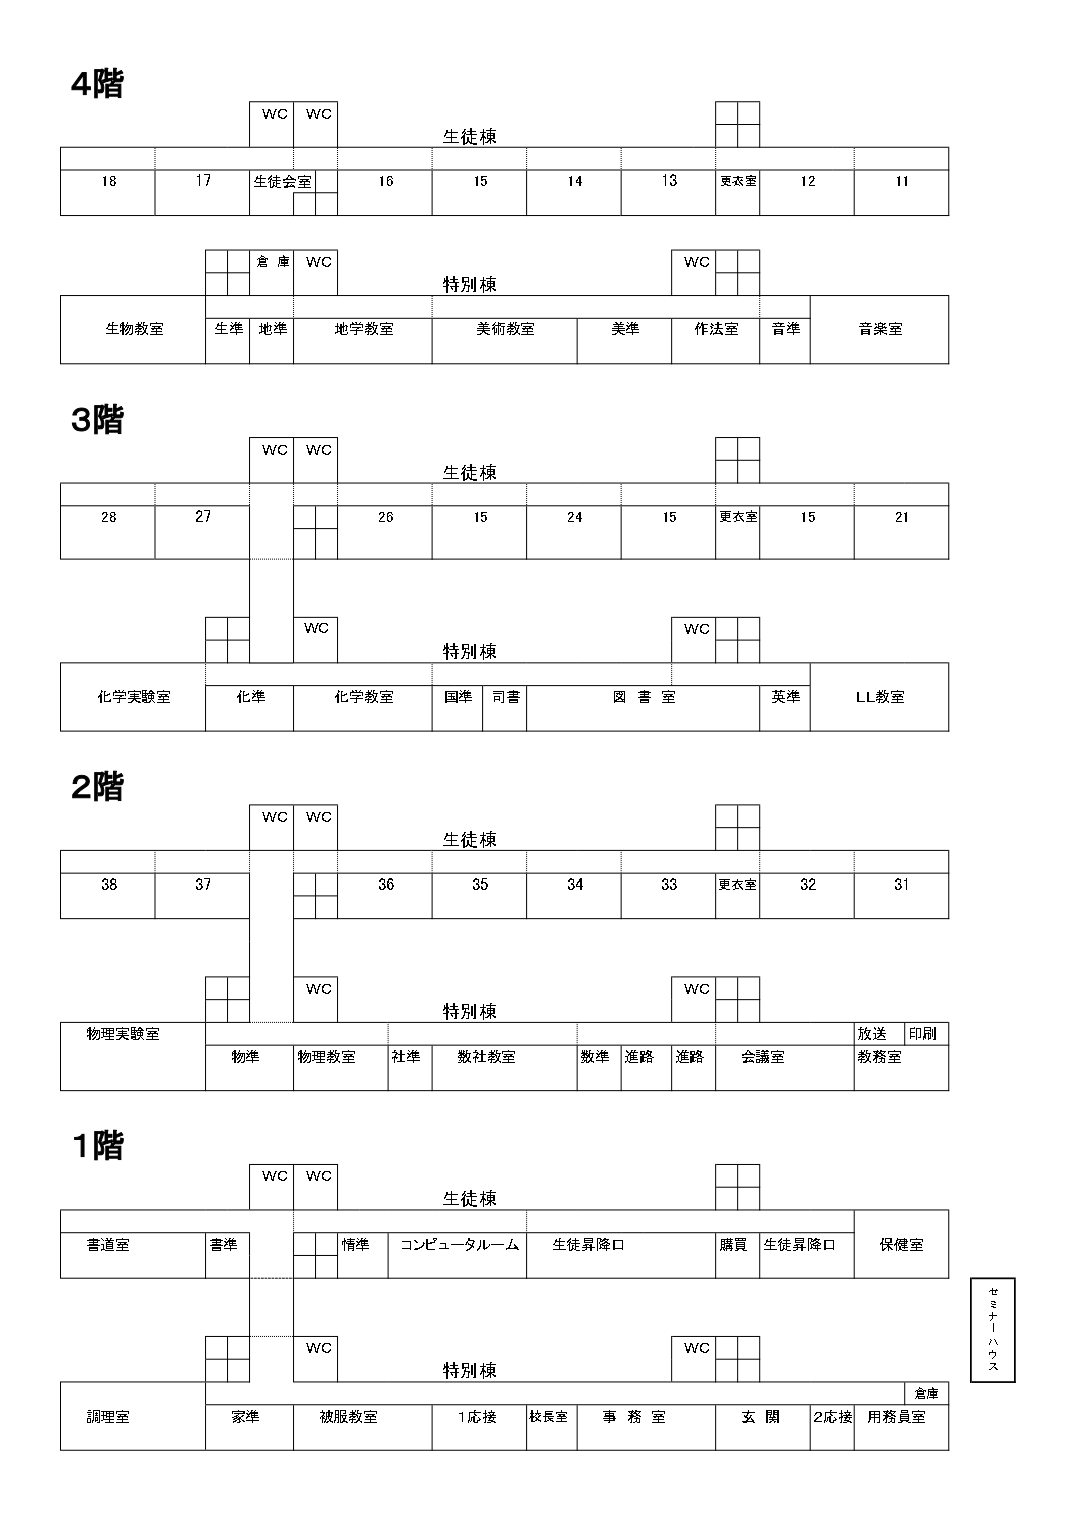 4階
WC WC
生徒棟
18 17 生徒会室 16 15 14 13 更衣室 12 11
倉 庫 WC WC
特別棟
生物教室 生準 地準 地学教室 美術教室 美準 作法室 音準 音楽室
3階
WC WC
生徒棟
28 27 26 15 24 15 更衣室 15 21
WC WC
特別棟
化学実験室 化準 化学教室 国準 司書 図 書 室 英準 LL教室
2階
WC WC
生徒棟
38 37 36 35 34 33 更衣室 32 31
WC WC
特別棟
物理実験室 放送 印刷
物準 物理教室 社準 数社教室 数準 進路 進路 会議室 教務室
1階
WC WC
生徒棟
書道室 書準 情準 コンピュータルーム 生徒昇降口 購買 生徒昇降口 保健室
セミナーハウス
WC WC
特別棟
倉庫
調理室 家準 被服教室 1応接 校長室 事 務 室 玄 関 2応接 用務員室